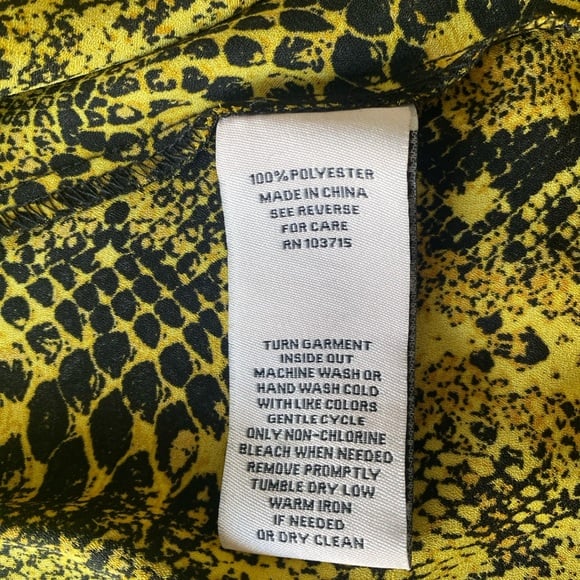 100% POLYESTER
MADE IN CHINA
SEE REVERSE
FOR CARE
RN 103715
TURN GARMENT
INSIDE OUT
MACHINE WASH OR
HAND WASH COLD
WITH LIKE COLORS
GENTLE CYCLE
ONLY NON-CHLORINE
BLEACH WHEN NEEDED
REMOVE PROMPTLY
TUMBLE DRY LOW
WARM IRON
IF NEEDED
OR DRY CLEAN